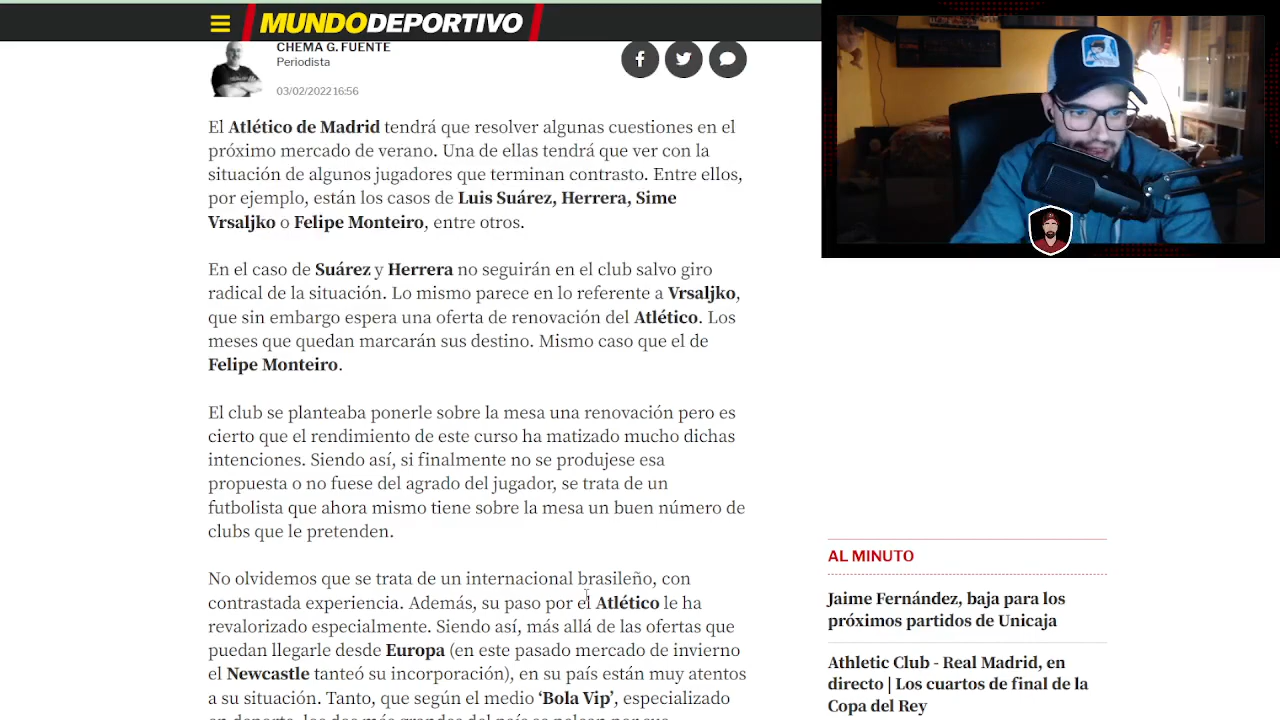 MUNDODEPORTIVO
CHEMA G. FUENTE
Periodista
03/02/2022 16:56
El Atlético de Madrid tendrá que resolver algunas cuestiones en el
próximo mercado de verano. Una de ellas tendrá que ver con la
situación de algunos jugadores que terminan contrasto. Entre ellos,
por ejemplo, están los casos de Luis Suárez, Herrera, Sime
Vrsaljko o Felipe Monteiro, entre otros.
En el caso de Suárez y Herrera no seguirán en el club salvo giro
radical de la situación. Lo mismo parece en lo referente a Vrsaljko,
que sin embargo espera una oferta de renovación del Atlético. Los
meses que quedan marcarán sus destino. Mismo caso que el de
Felipe Monteiro.
El club se planteaba ponerle sobre la mesa una renovación pero es
cierto que el rendimiento de este curso ha matizado mucho dichas
intenciones. Siendo así, si finalmente no se produjese esa
propuesta o no fuese del agrado del jugador, se trata de un
futbolista que ahora mismo tiene sobre la mesa un buen número de
clubs que le pretenden.
No olvidemos que se trata de un internacional brasileño, con
contrastada experiencia. Además, su paso por el Atlético le ha
revalorizado especialmente. Siendo así, más allá de las ofertas que
puedan llegarle desde Europa (en este pasado mercado de invierno
el Newcastle tanteó su incorporación), en su país están muy atentos
a su situación. Tanto, que según el medio ‘Bola Vip’, especializado
AL MINUTO
Jaime Fernández, baja para los
próximos partidos de Unicaja
Athletic Club - Real Madrid, en
directo | Los cuartos de final de la
Copa del Rey